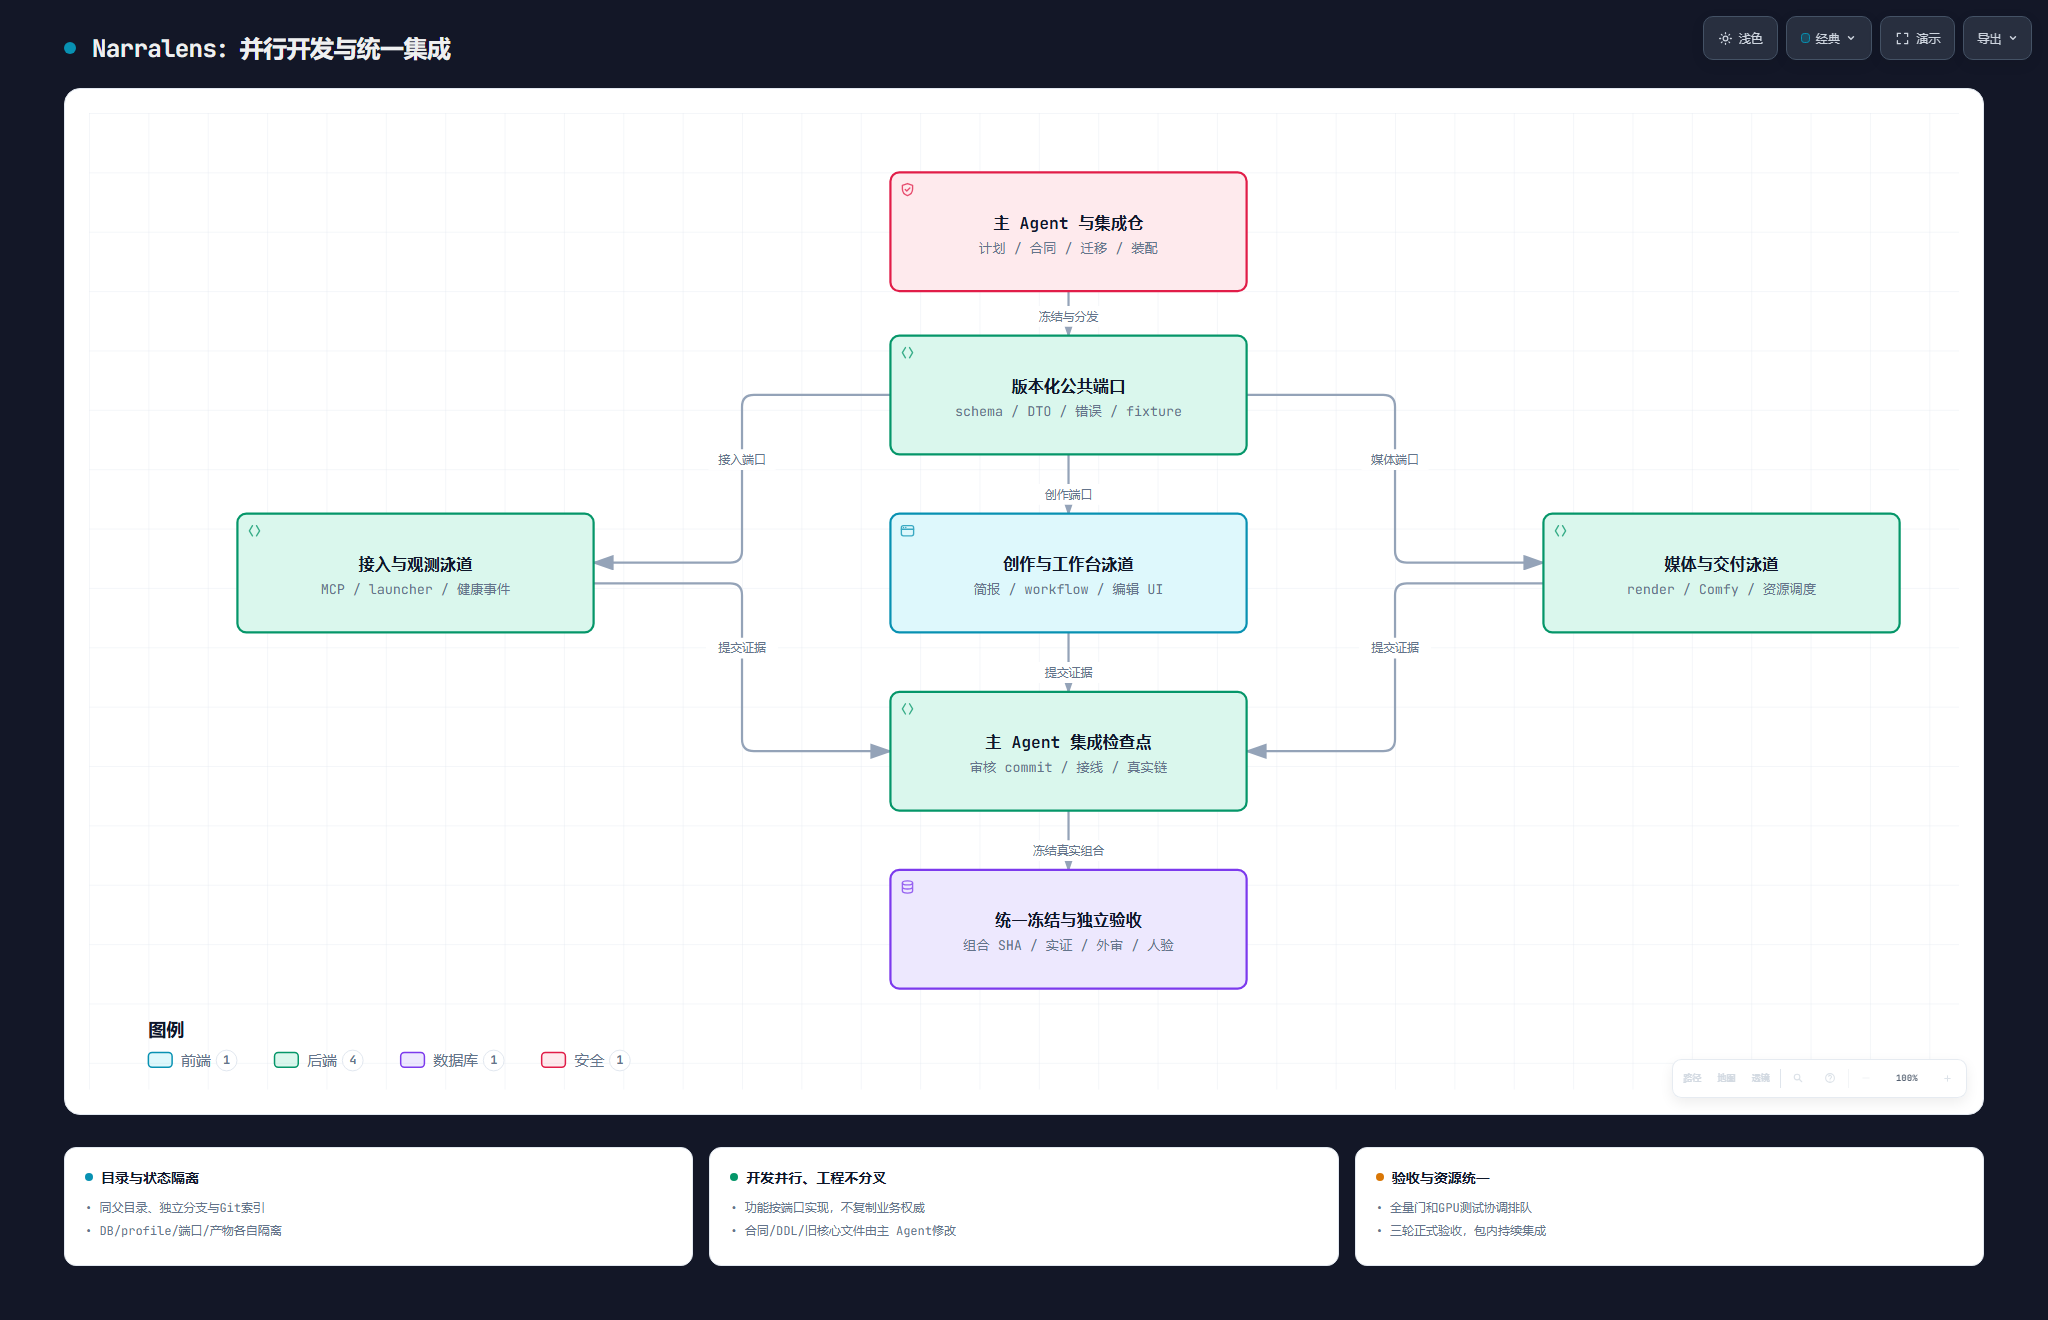 Narralens: 并行开发与统一集成
浅色
经典
演示
导出
主 Agent 与集成仓
计划 / 合同 / 迁移 / 装配
冻结与分发
版本化公共端口
schema / DTO / 错误 / fixture
接入端口
媒体端口
创作端口
接入与观测泳道
MCP / launcher / 健康事件
创作与工作台泳道
简报 / workflow / 编辑 UI
媒体与交付泳道
render / Comfy / 资源调度
提交证据
提交证据
提交证据
主 Agent 集成检查点
审核 commit / 接线 / 真实链
冻结真实组合
统一冻结与独立验收
组合 SHA / 实证 / 外审 / 人验
图例
前端 1
后端 4
数据库 1
安全 1
100%
目录与状态隔离
• 同父目录、独立分支与Git索引
• DB/profile/端口/产物各自隔离
开发并行、工程不分叉
• 功能按端口实现，不复制业务权威
• 合同/DDL/旧核心文件由主 Agent修改
验收与资源统一
• 全量门和GPU测试协调排队
• 三轮正式验收，包内持续集成